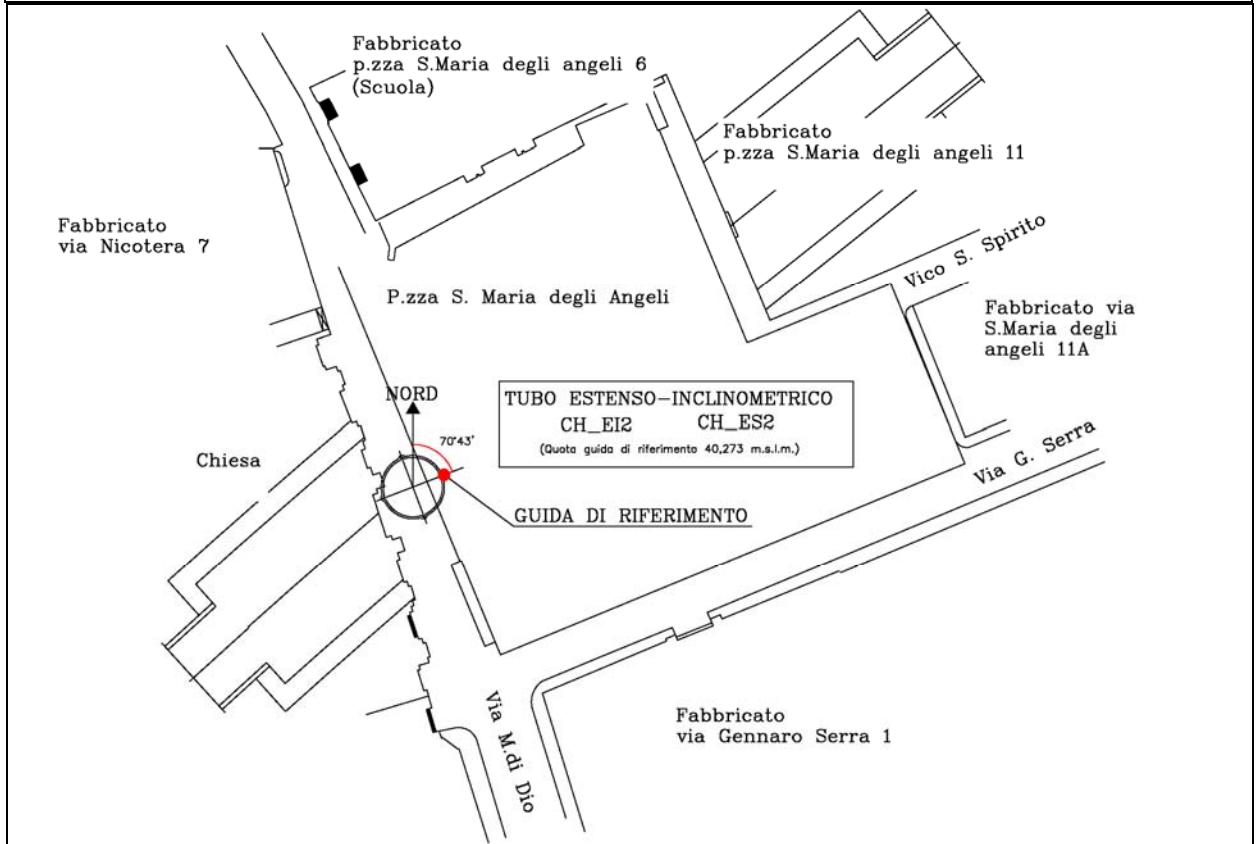 Fabbricato
p.zza S.Maria degli angeli 6
(Scuola)
Fabbricato
p.zza S.Maria degli angeli 11
Fabbricato
via Nicotera 7
Vico S. Spirito
P.zza S. Maria degli Angeli
Fabbricato via
S.Maria degli
angeli 11A
NORD
70°43'
TUBO ESTENSO-INCLINOMETRICO
CH_EI2 CH_ES2
(Quota guida di riferimento 40,273 m.s.l.m.)
Chiesa
Via G. Serra
GUIDA DI RIFERIMENTO
Via M.di Dio
Fabbricato
via Gennaro Serra 1